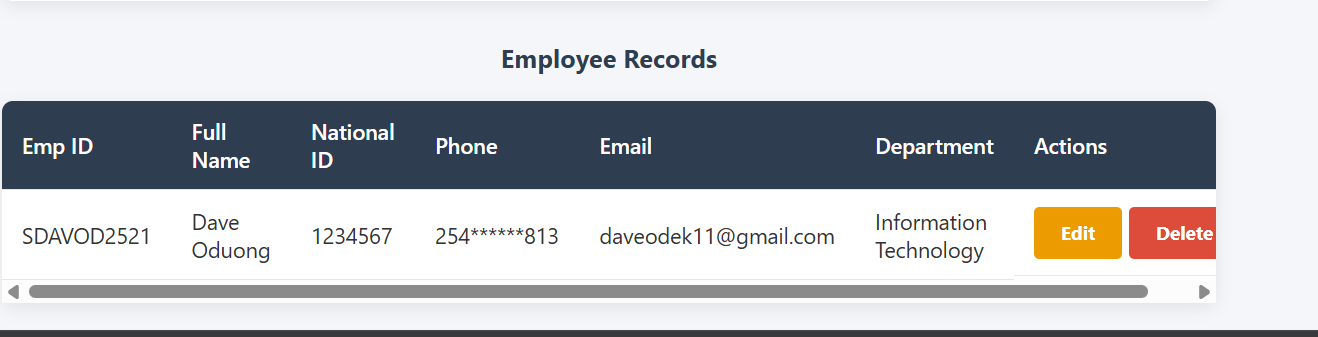 Employee Records
Emp ID Full Name National ID Phone Email Department Actions
SDAVOD2521 Dave Oduong 1234567 254******813 daveodek11@gmail.com Information Technology Edit Delete